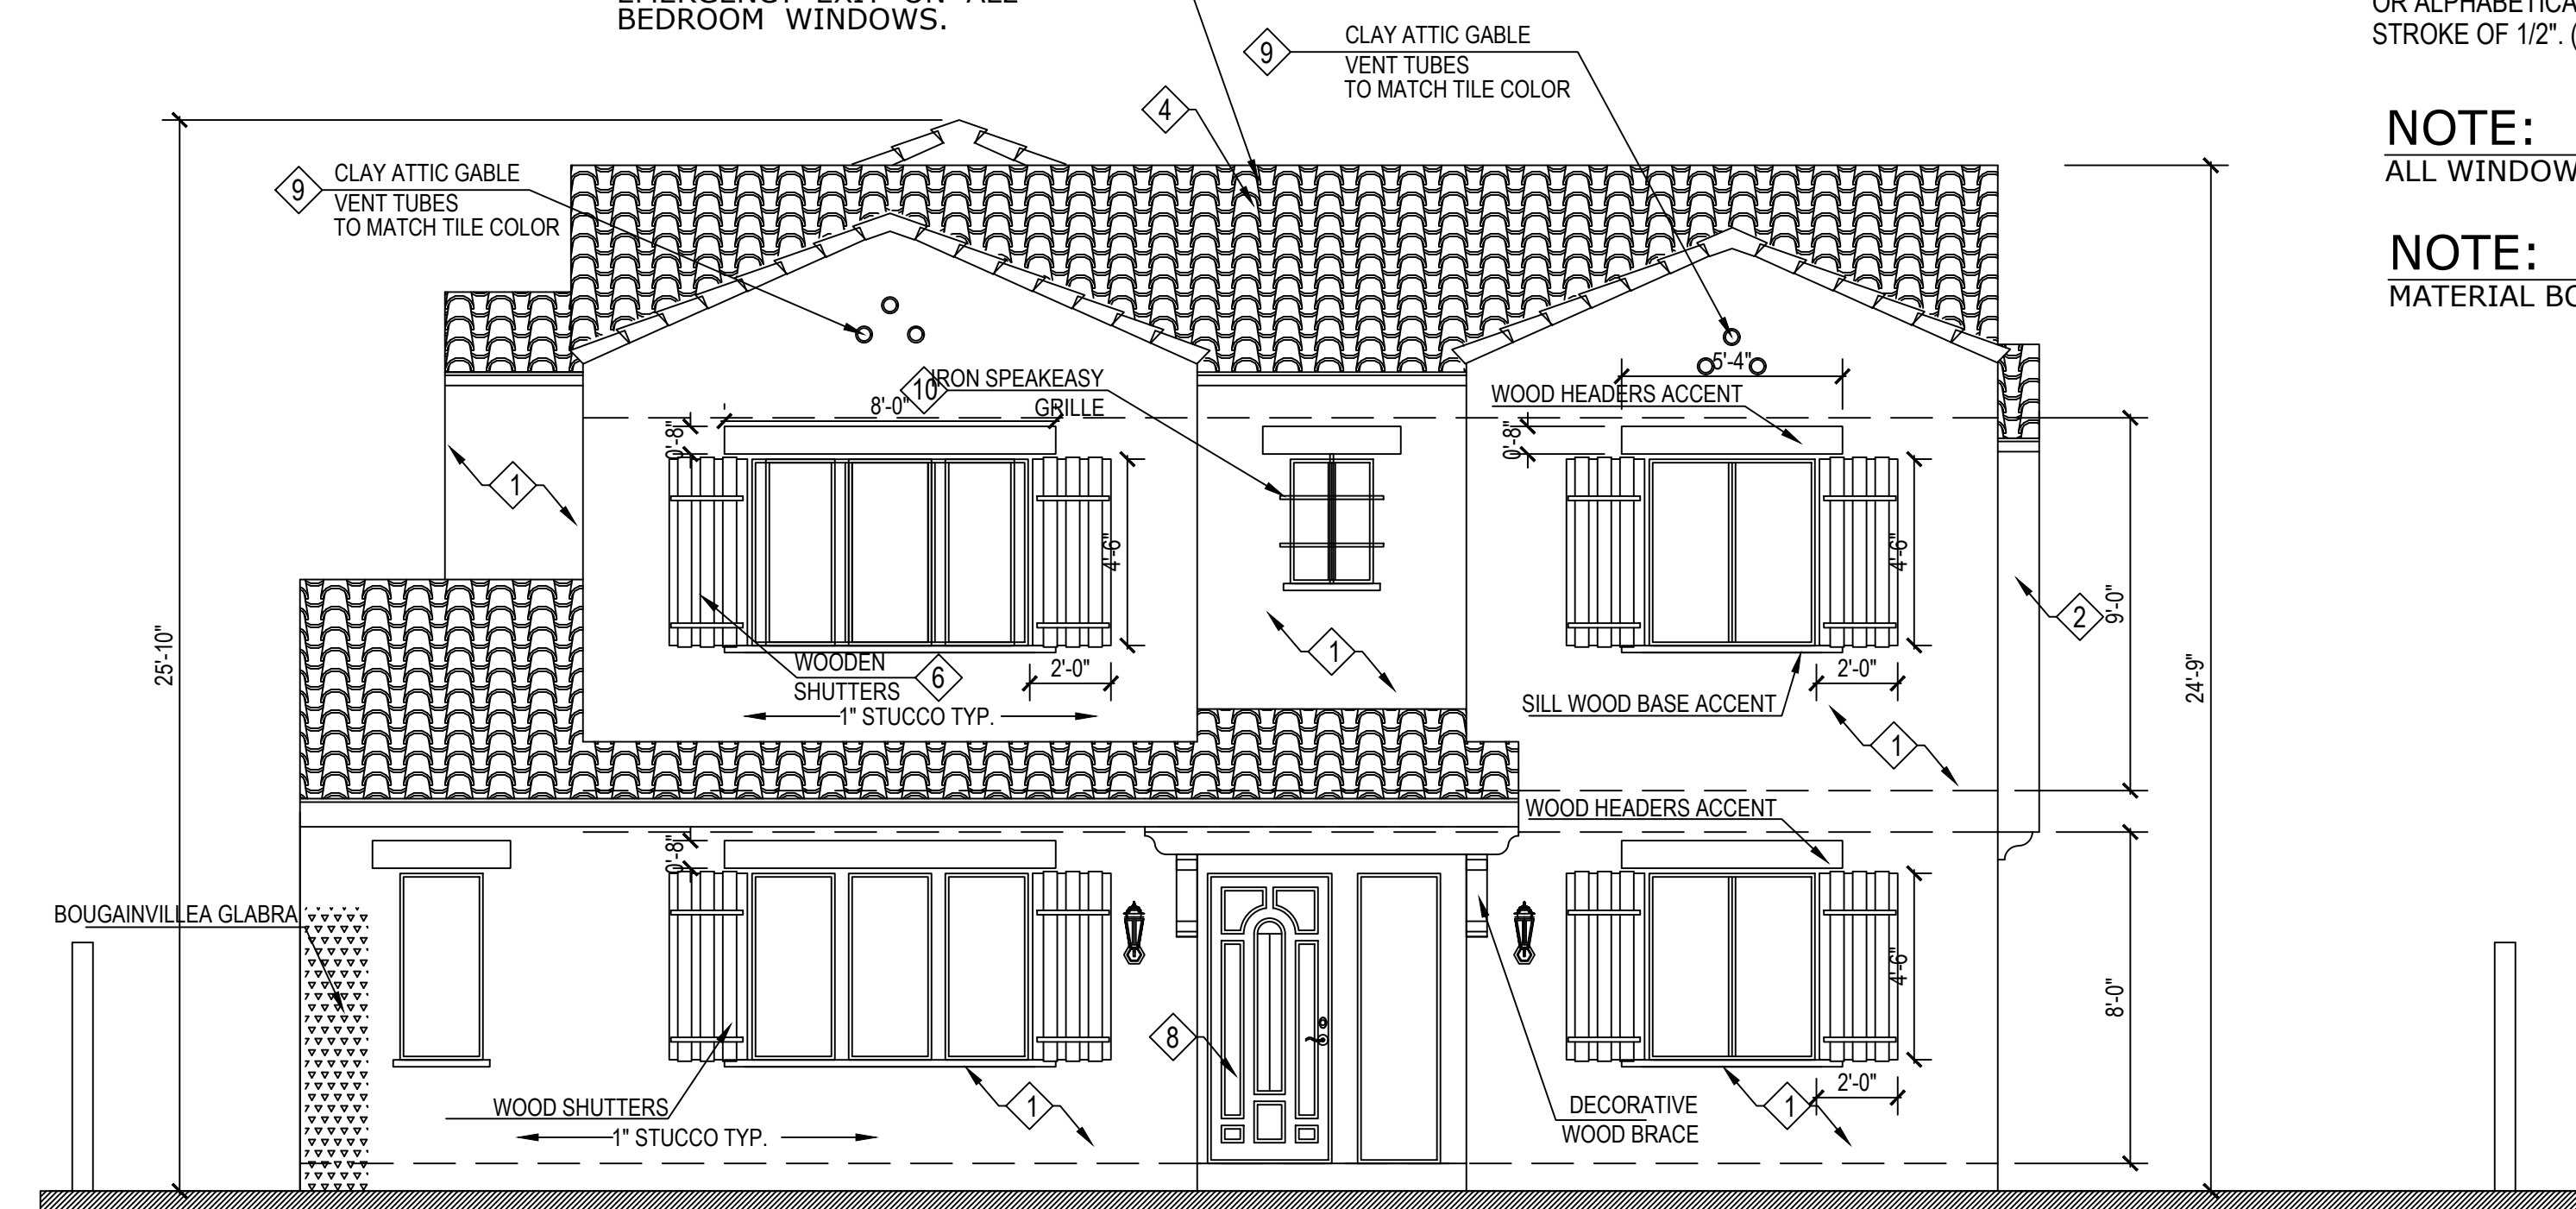 BEDROOM WINDOWS.
STROKE OF 1/2". (
9
CLAY ATTIC GABLE
VENT TUBES
TO MATCH TILE COLOR
4
NOTE:
ALL WINDOW
9
CLAY ATTIC GABLE
VENT TUBES
TO MATCH TILE COLOR
NOTE:
MATERIAL BO
10
IRON SPEAKEASY
GRILLE
8'-0"
5'-4"
WOOD HEADERS ACCENT
0'-8"
0'-8"
1
4'-6"
4'-6"
2
9'-0"
25'-10"
24'-9"
WOODEN
SHUTTERS
6
2'-0"
1
2'-0"
SILL WOOD BASE ACCENT
1" STUCCO TYP.
1
WOOD HEADERS ACCENT
0'-8"
BOUGAINVILLEA GLABRA
4'-6"
8'-0"
8
2'-0"
WOOD SHUTTERS
1
1
DECORATIVE
WOOD BRACE
1" STUCCO TYP.